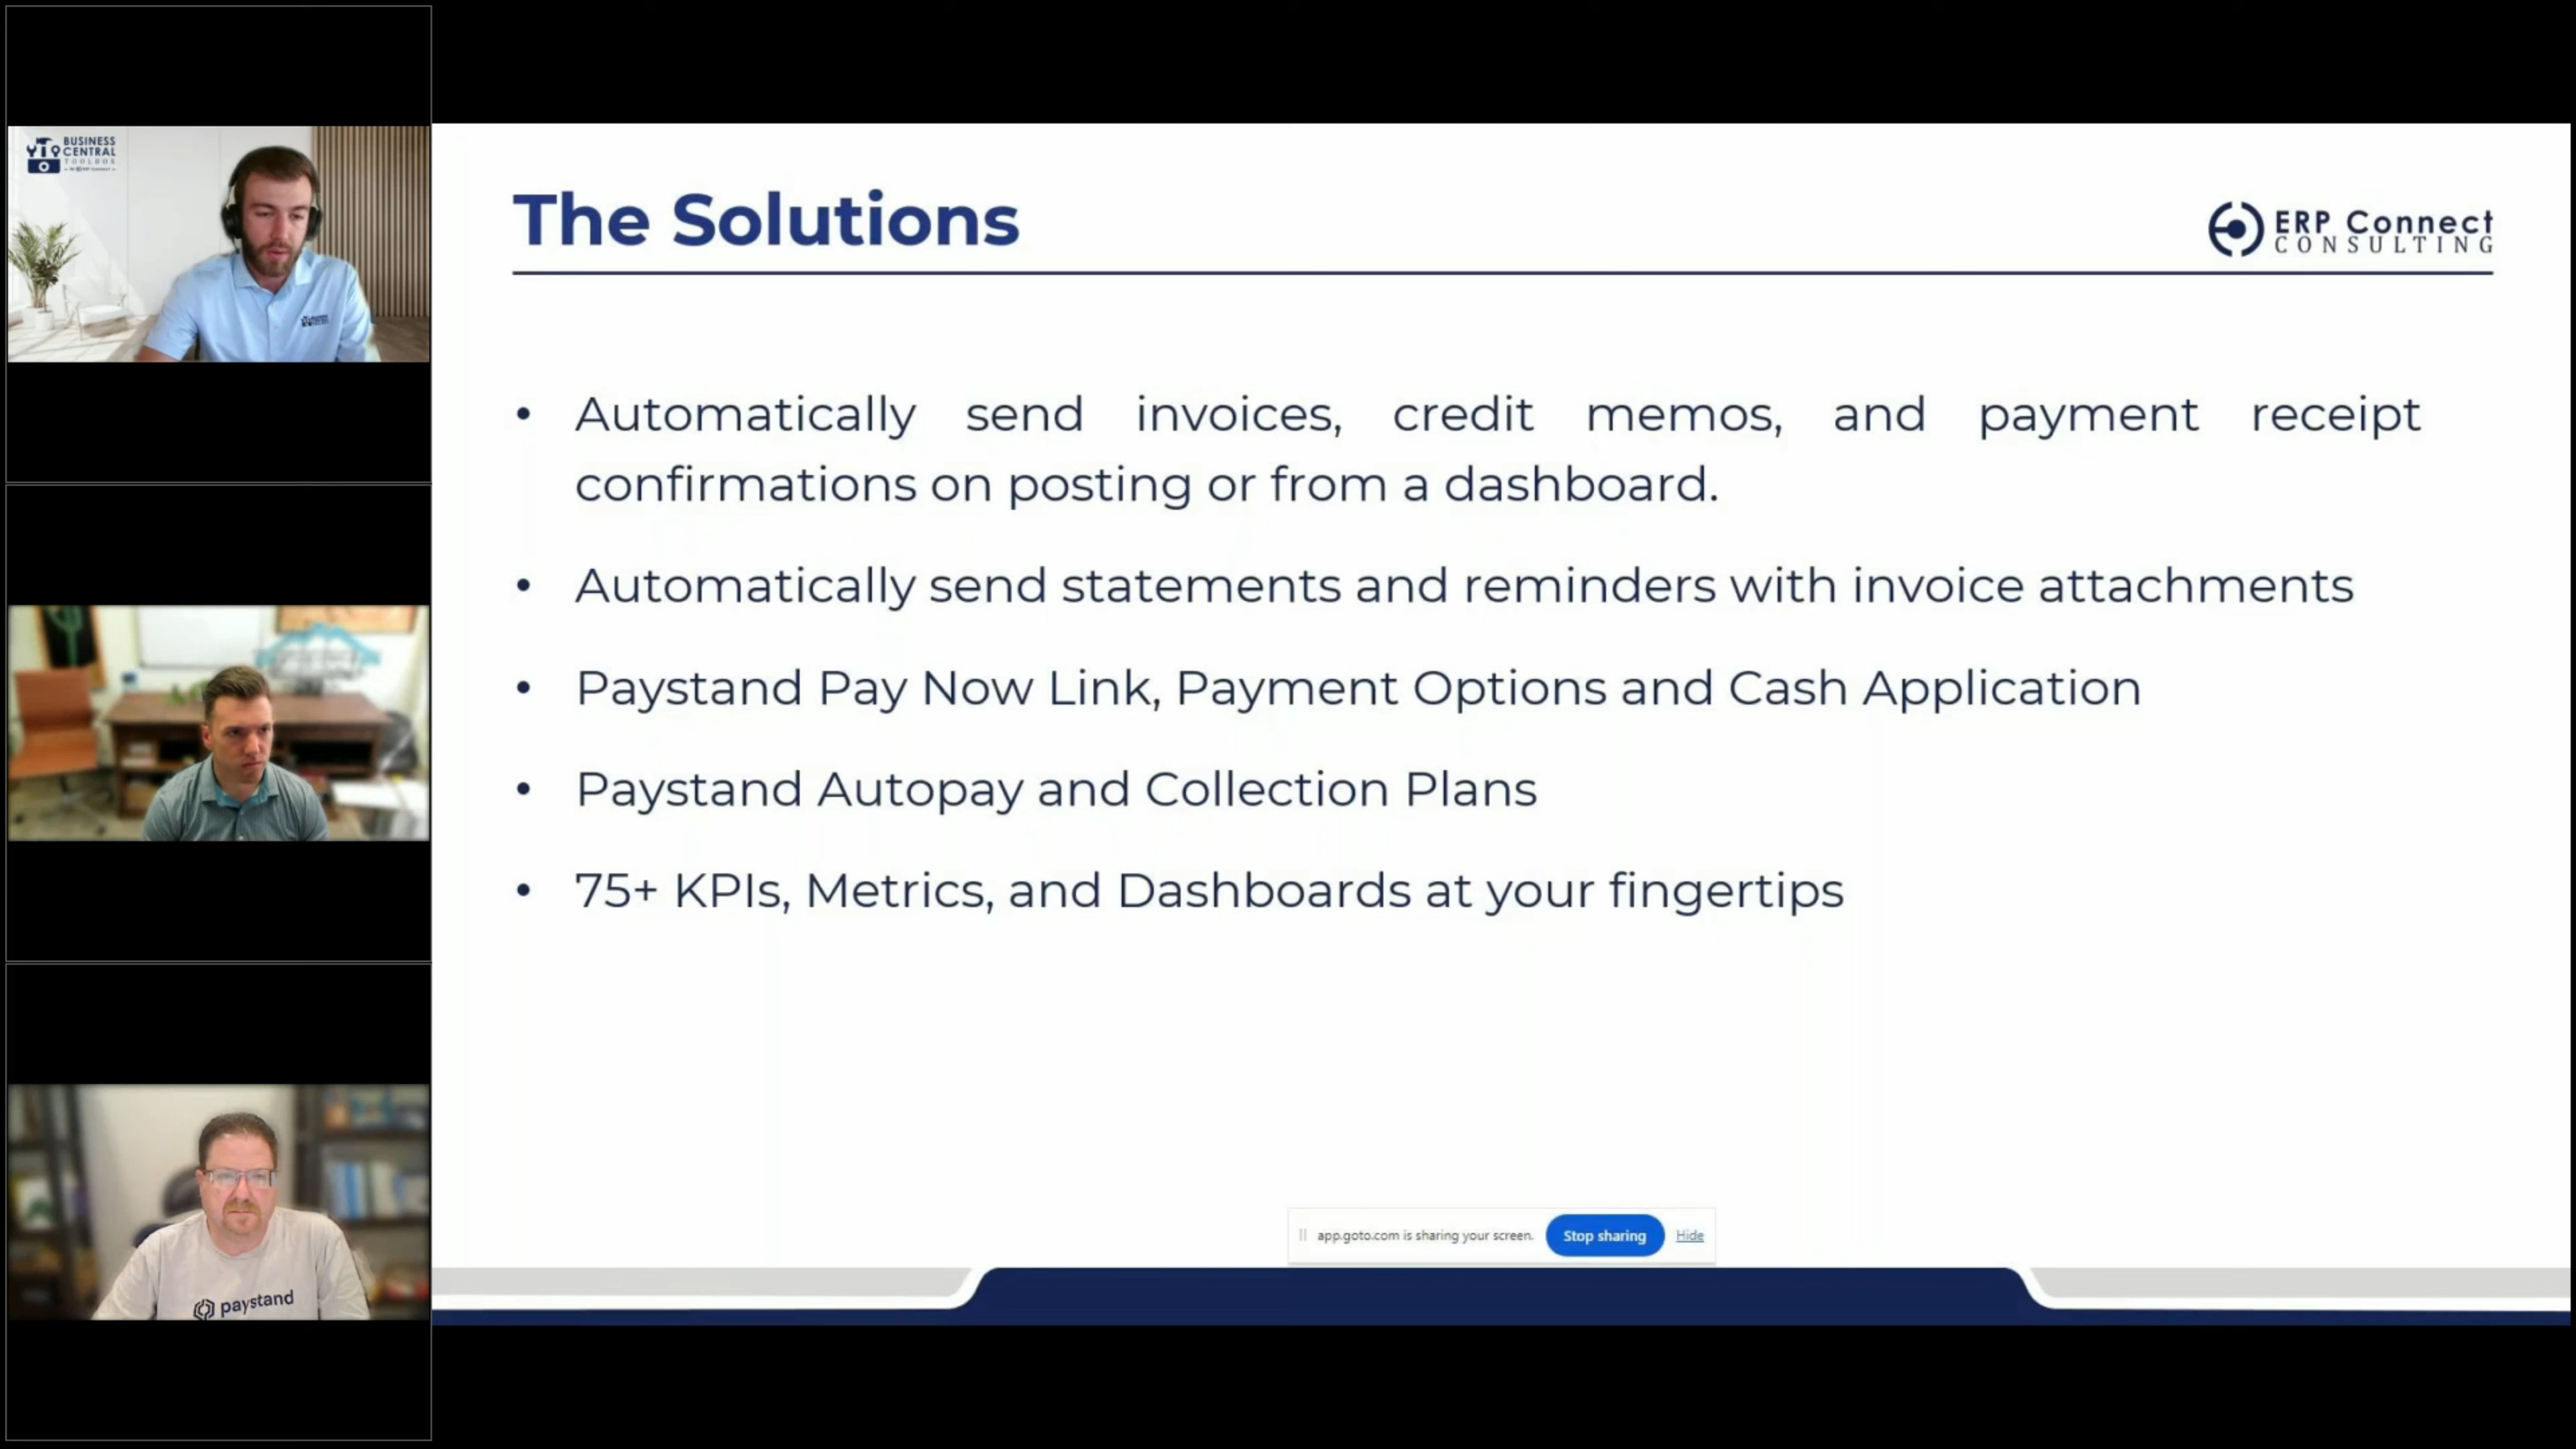 BUSINESS
CENTRAL
TOOLBOX
The Solutions
ERP Connect
CONSULTING
• Automatically send invoices, credit memos, and payment receipt
confirmations on posting or from a dashboard.
• Automatically send statements and reminders with invoice attachments
• Paystand Pay Now Link, Payment Options and Cash Application
• Paystand Autopay and Collection Plans
• 75+ KPIs, Metrics, and Dashboards at your fingertips
paystand
app.goto.com is sharing your screen.
Stop sharing
Hide